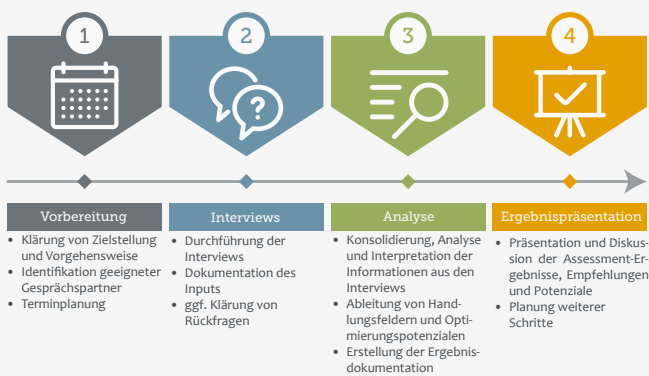 1
2
3
4
?
Vorbereitung
• Klärung von Zielstellung
und Vorgehensweise
• Identifikation geeigneter
Gesprächspartner
• Terminplanung
Interviews
• Durchführung der
Interviews
• Dokumentation des
Inputs
• ggf. Klärung von
Rückfragen
Analyse
• Konsolidierung, Analyse
und Interpretation der
Informationen aus den
Interviews
• Ableitung von Hand-
lungsfeldern und Opti-
mierungspotenzialen
• Erstellung der Ergebnis-
dokumentation
Ergebnispräsentation
• Präsentation und Diskus-
sion der Assessment-Er-
gebnisse, Empfehlungen
und Potenziale
• Planung weiterer
Schritte